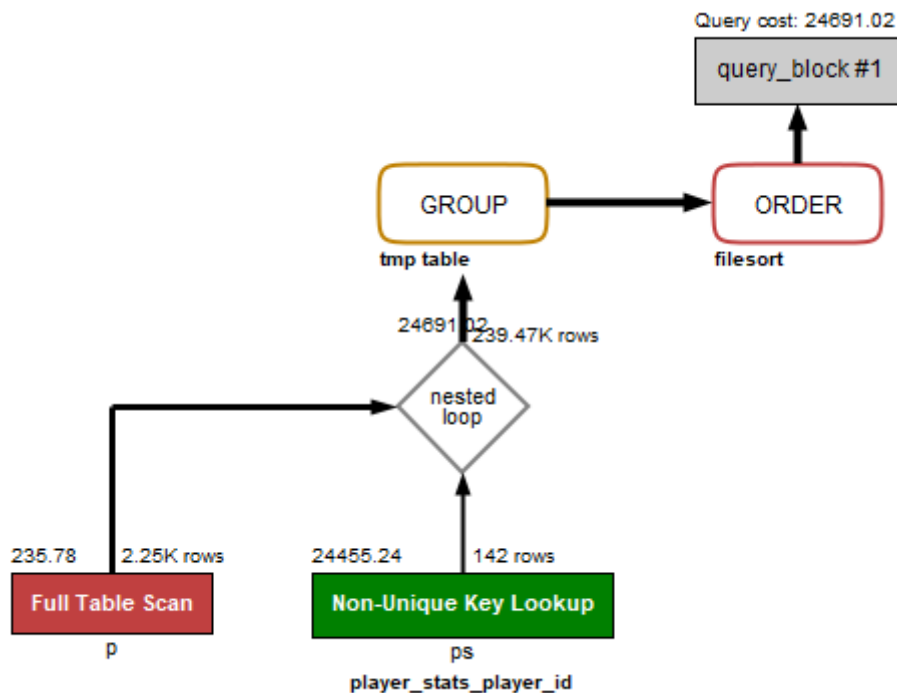 Query cost: 24691.02
query_block #1
GROUP
ORDER
tmp table
filesort
24691.02
239.47K rows
nested
loop
235.78
2.25K rows
24455.24
142 rows
Full Table Scan
Non-Unique Key Lookup
p
ps
player_stats_player_id